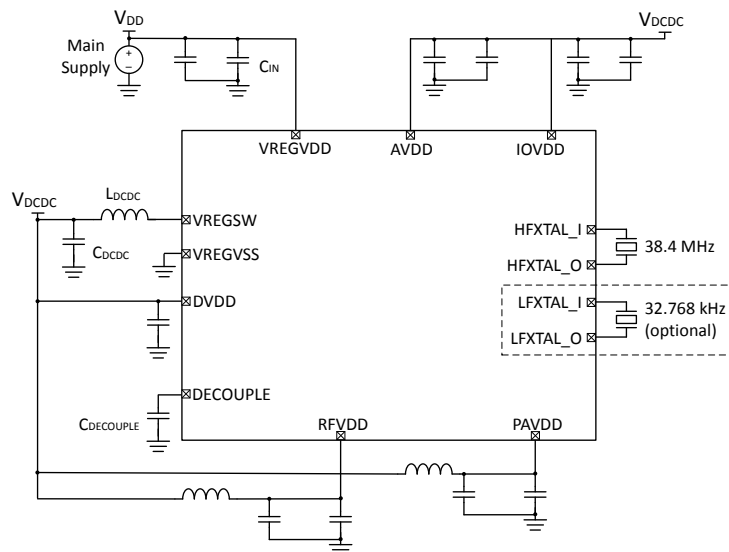 VDD
VDCDC
Main
Supply
+
−
CIN
VREGVDD
AVDD
IOVDD
VDCDC
LDCDC
VREGSW
CDCDC
VREGVSS
DVDD
DECOUPLE
CDECOUPLE
HFXTAL_I
38.4 MHz
HFXTAL_O
LFXTAL_I
32.768 kHz
(optional)
LFXTAL_O
RFVDD
PAVDD